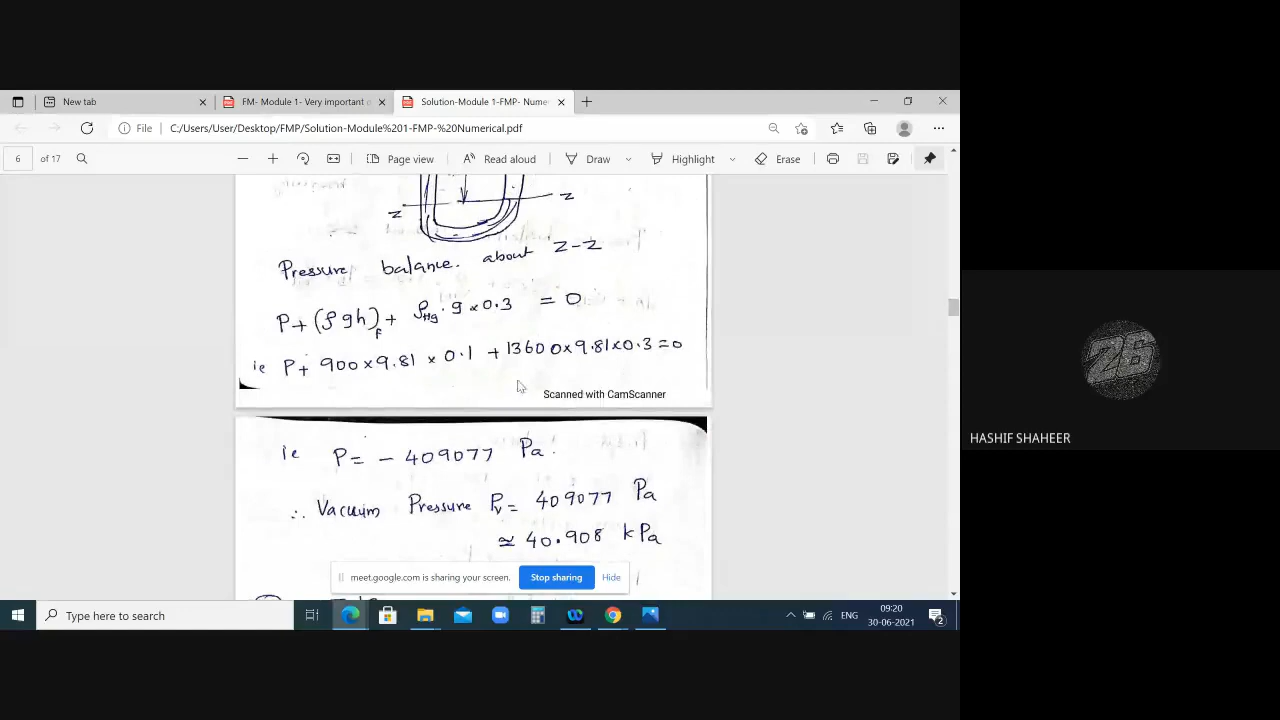 New tab
FM- Module 1- Very important o
Solution-Module 1-FMP- Nume
File
C:/Users/User/Desktop/FMP/Solution-Module%201-FMP-%20Numerical.pdf
6 of 17
Page view
Read aloud
Draw
Highlight
Erase
z z
Pressure balance. about Z-Z
P+(ρgh)f + ρHg.g×0.3 = 0
ie P+ 900×9.81 × 0.1 +13600×9.81×0.3=0
Scanned with CamScanner
ie P= - 409077 Pa.
∴ Vacuum Pressure Pv= 409077 Pa
≃ 40.908 kPa
meet.google.com is sharing your screen.
Stop sharing
Hide
Type here to search
ENG
09:20
30-06-2021
2
26
HASHIF SHAHEER